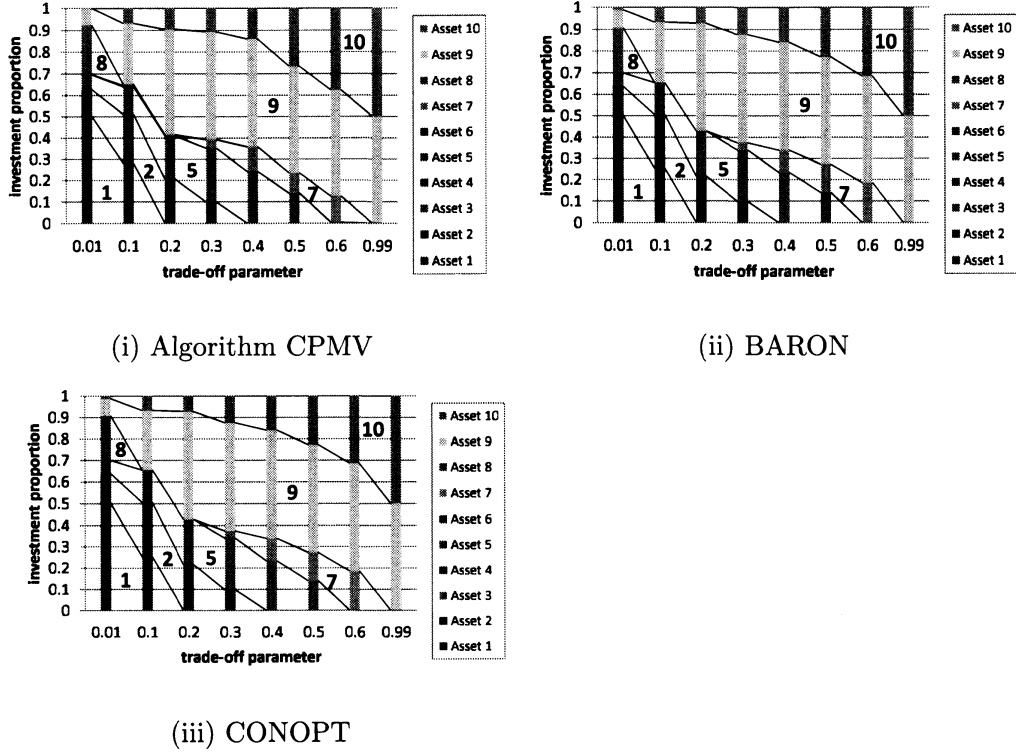 investment proportion
1
0.9
0.8
0.7
0.6
0.5
0.4
0.3
0.2
0.1
0
1
2
5
7
8
9
10
0.01 0.1 0.2 0.3 0.4 0.5 0.6 0.99
trade-off parameter
Asset 10
Asset 9
Asset 8
Asset 7
Asset 6
Asset 5
Asset 4
Asset 3
Asset 2
Asset 1
(i) Algorithm CPMV
investment proportion
1
0.9
0.8
0.7
0.6
0.5
0.4
0.3
0.2
0.1
0
1
2
5
7
8
9
10
0.01 0.1 0.2 0.3 0.4 0.5 0.6 0.99
trade-off parameter
Asset 10
Asset 9
Asset 8
Asset 7
Asset 6
Asset 5
Asset 4
Asset 3
Asset 2
Asset 1
(ii) BARON
investment proportion
1
0.9
0.8
0.7
0.6
0.5
0.4
0.3
0.2
0.1
0
1
2
5
7
8
9
10
0.01 0.1 0.2 0.3 0.4 0.5 0.6 0.99
trade-off parameter
Asset 10
Asset 9
Asset 8
Asset 7
Asset 6
Asset 5
Asset 4
Asset 3
Asset 2
Asset 1
(iii) CONOPT